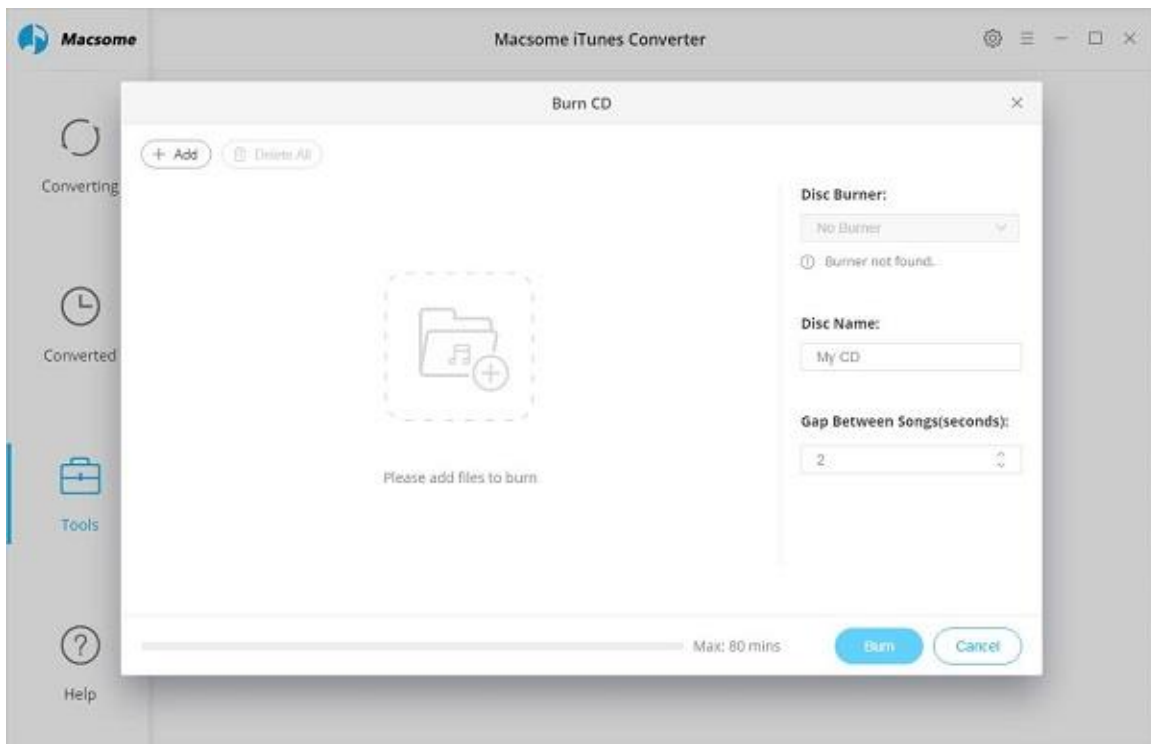 Macsome
Macsome iTunes Converter
Burn CD
+ Add
Delete All
Converting
Disc Burner:
No Burner
Burner not found.
Converted
Disc Name:
My CD
Gap Between Songs(seconds):
2
Please add files to burn
Tools
Max: 80 mins
Burn
Cancel
Help